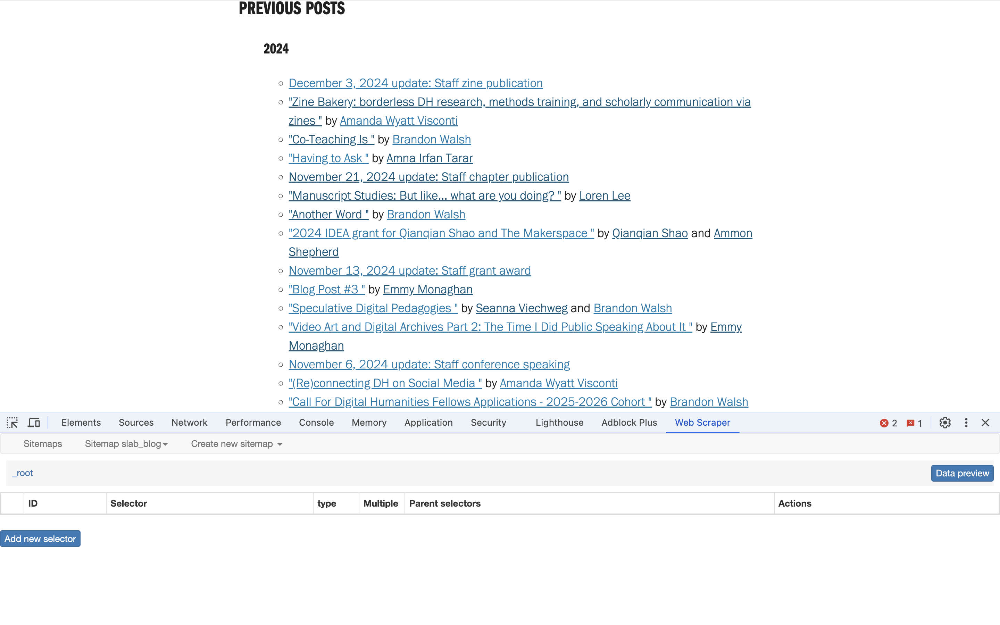 PREVIOUS POSTS
2024
December 3, 2024 update: Staff zine publication
"Zine Bakery: borderless DH research, methods training, and scholarly communication via
zines " by Amanda Wyatt Visconti
"Co-Teaching Is " by Brandon Walsh
"Having to Ask " by Amna Irfan Tarar
November 21, 2024 update: Staff chapter publication
"Manuscript Studies: But like... what are you doing? " by Loren Lee
"Another Word " by Brandon Walsh
"2024 IDEA grant for Qianqian Shao and The Makerspace " by Qianqian Shao and Ammon
Shepherd
November 13, 2024 update: Staff grant award
"Blog Post #3 " by Emmy Monaghan
"Speculative Digital Pedagogies " by Seanna Viechweg and Brandon Walsh
"Video Art and Digital Archives Part 2: The Time I Did Public Speaking About It " by Emmy
Monaghan
November 6, 2024 update: Staff conference speaking
"(Re)connecting DH on Social Media " by Amanda Wyatt Visconti
"Call For Digital Humanities Fellows Applications - 2025-2026 Cohort " by Brandon Walsh
Elements Sources Network Performance Console Memory Application Security Lighthouse Adblock Plus Web Scraper 2 1
Sitemaps Sitemap slab_blog Create new sitemap
_root Data preview
ID Selector type Multiple Parent selectors Actions
Add new selector